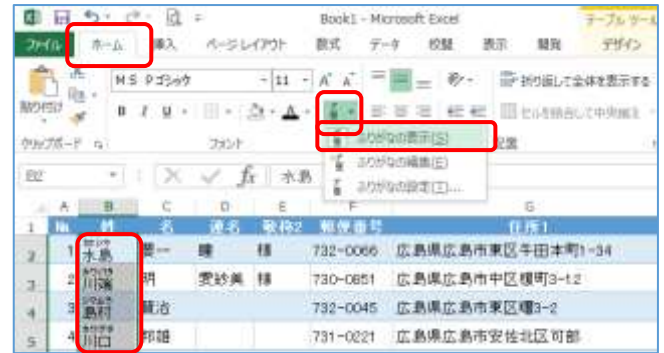 Book1 - Microsoft Excel テーブル ツール
ファイル ホーム 挿入 ページレイアウト 数式 データ 校閲 表示 開発 デザイン
MS Pゴシック 11 折り返して全体を表示する
貼り付け B I U セルを結合して中央揃え
クリップボード フォント 配置
ふりがなの表示(S)
ふりがなの編集(E)
ふりがなの設定(T)...
B2 fx 水島
A B C D E F G
1 No. 姓 名 連名 敬称2 郵便番号 住所1
2 1 水島 瞳 様 732-0066 広島県広島市東区牛田本町1-34
3 2 川端 明 愛紗美 様 730-0851 広島県広島市中区榎町3-12
4 3 島村 732-0045 広島県広島市東区曙3-2
5 4 川口 邦雄 731-0221 広島県広島市安佐北区可部